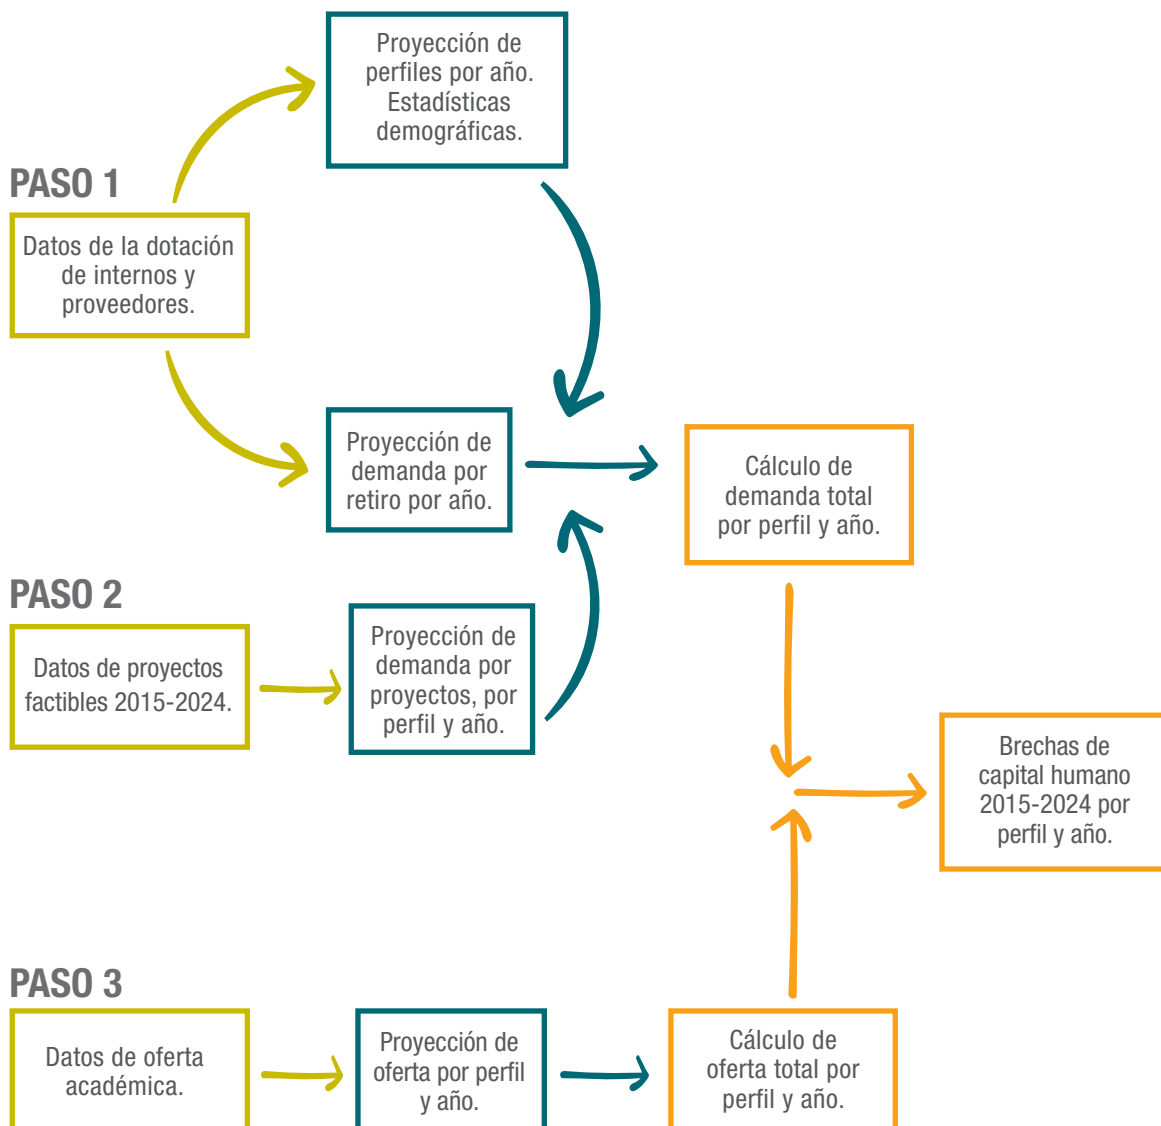 Proyección de
perfiles por año.
Estadísticas
demográficas.
PASO 1
Datos de la dotación
de internos y
proveedores.
Proyección de
demanda por
retiro por año.
Cálculo de
demanda total
por perfil y año.
PASO 2
Datos de proyectos
factibles 2015-2024.
Proyección de
demanda por
proyectos, por
perfil y año.
Brechas de
capital humano
2015-2024 por
perfil y año.
PASO 3
Datos de oferta
académica.
Proyección de
oferta por perfil
y año.
Cálculo de
oferta total por
perfil y año.